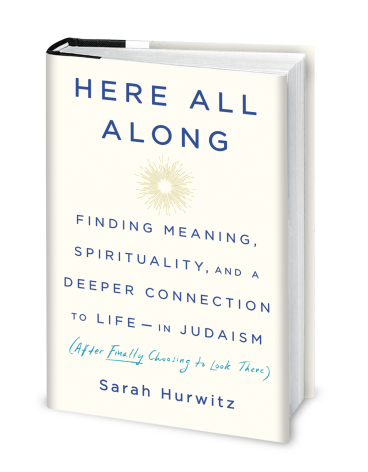 HERE ALL
ALONG
FINDING MEANING,
SPIRITUALITY, AND A
DEEPER CONNECTION
TO LIFE—IN JUDAISM
(After Finally Choosing to Look There)
Sarah Hurwitz